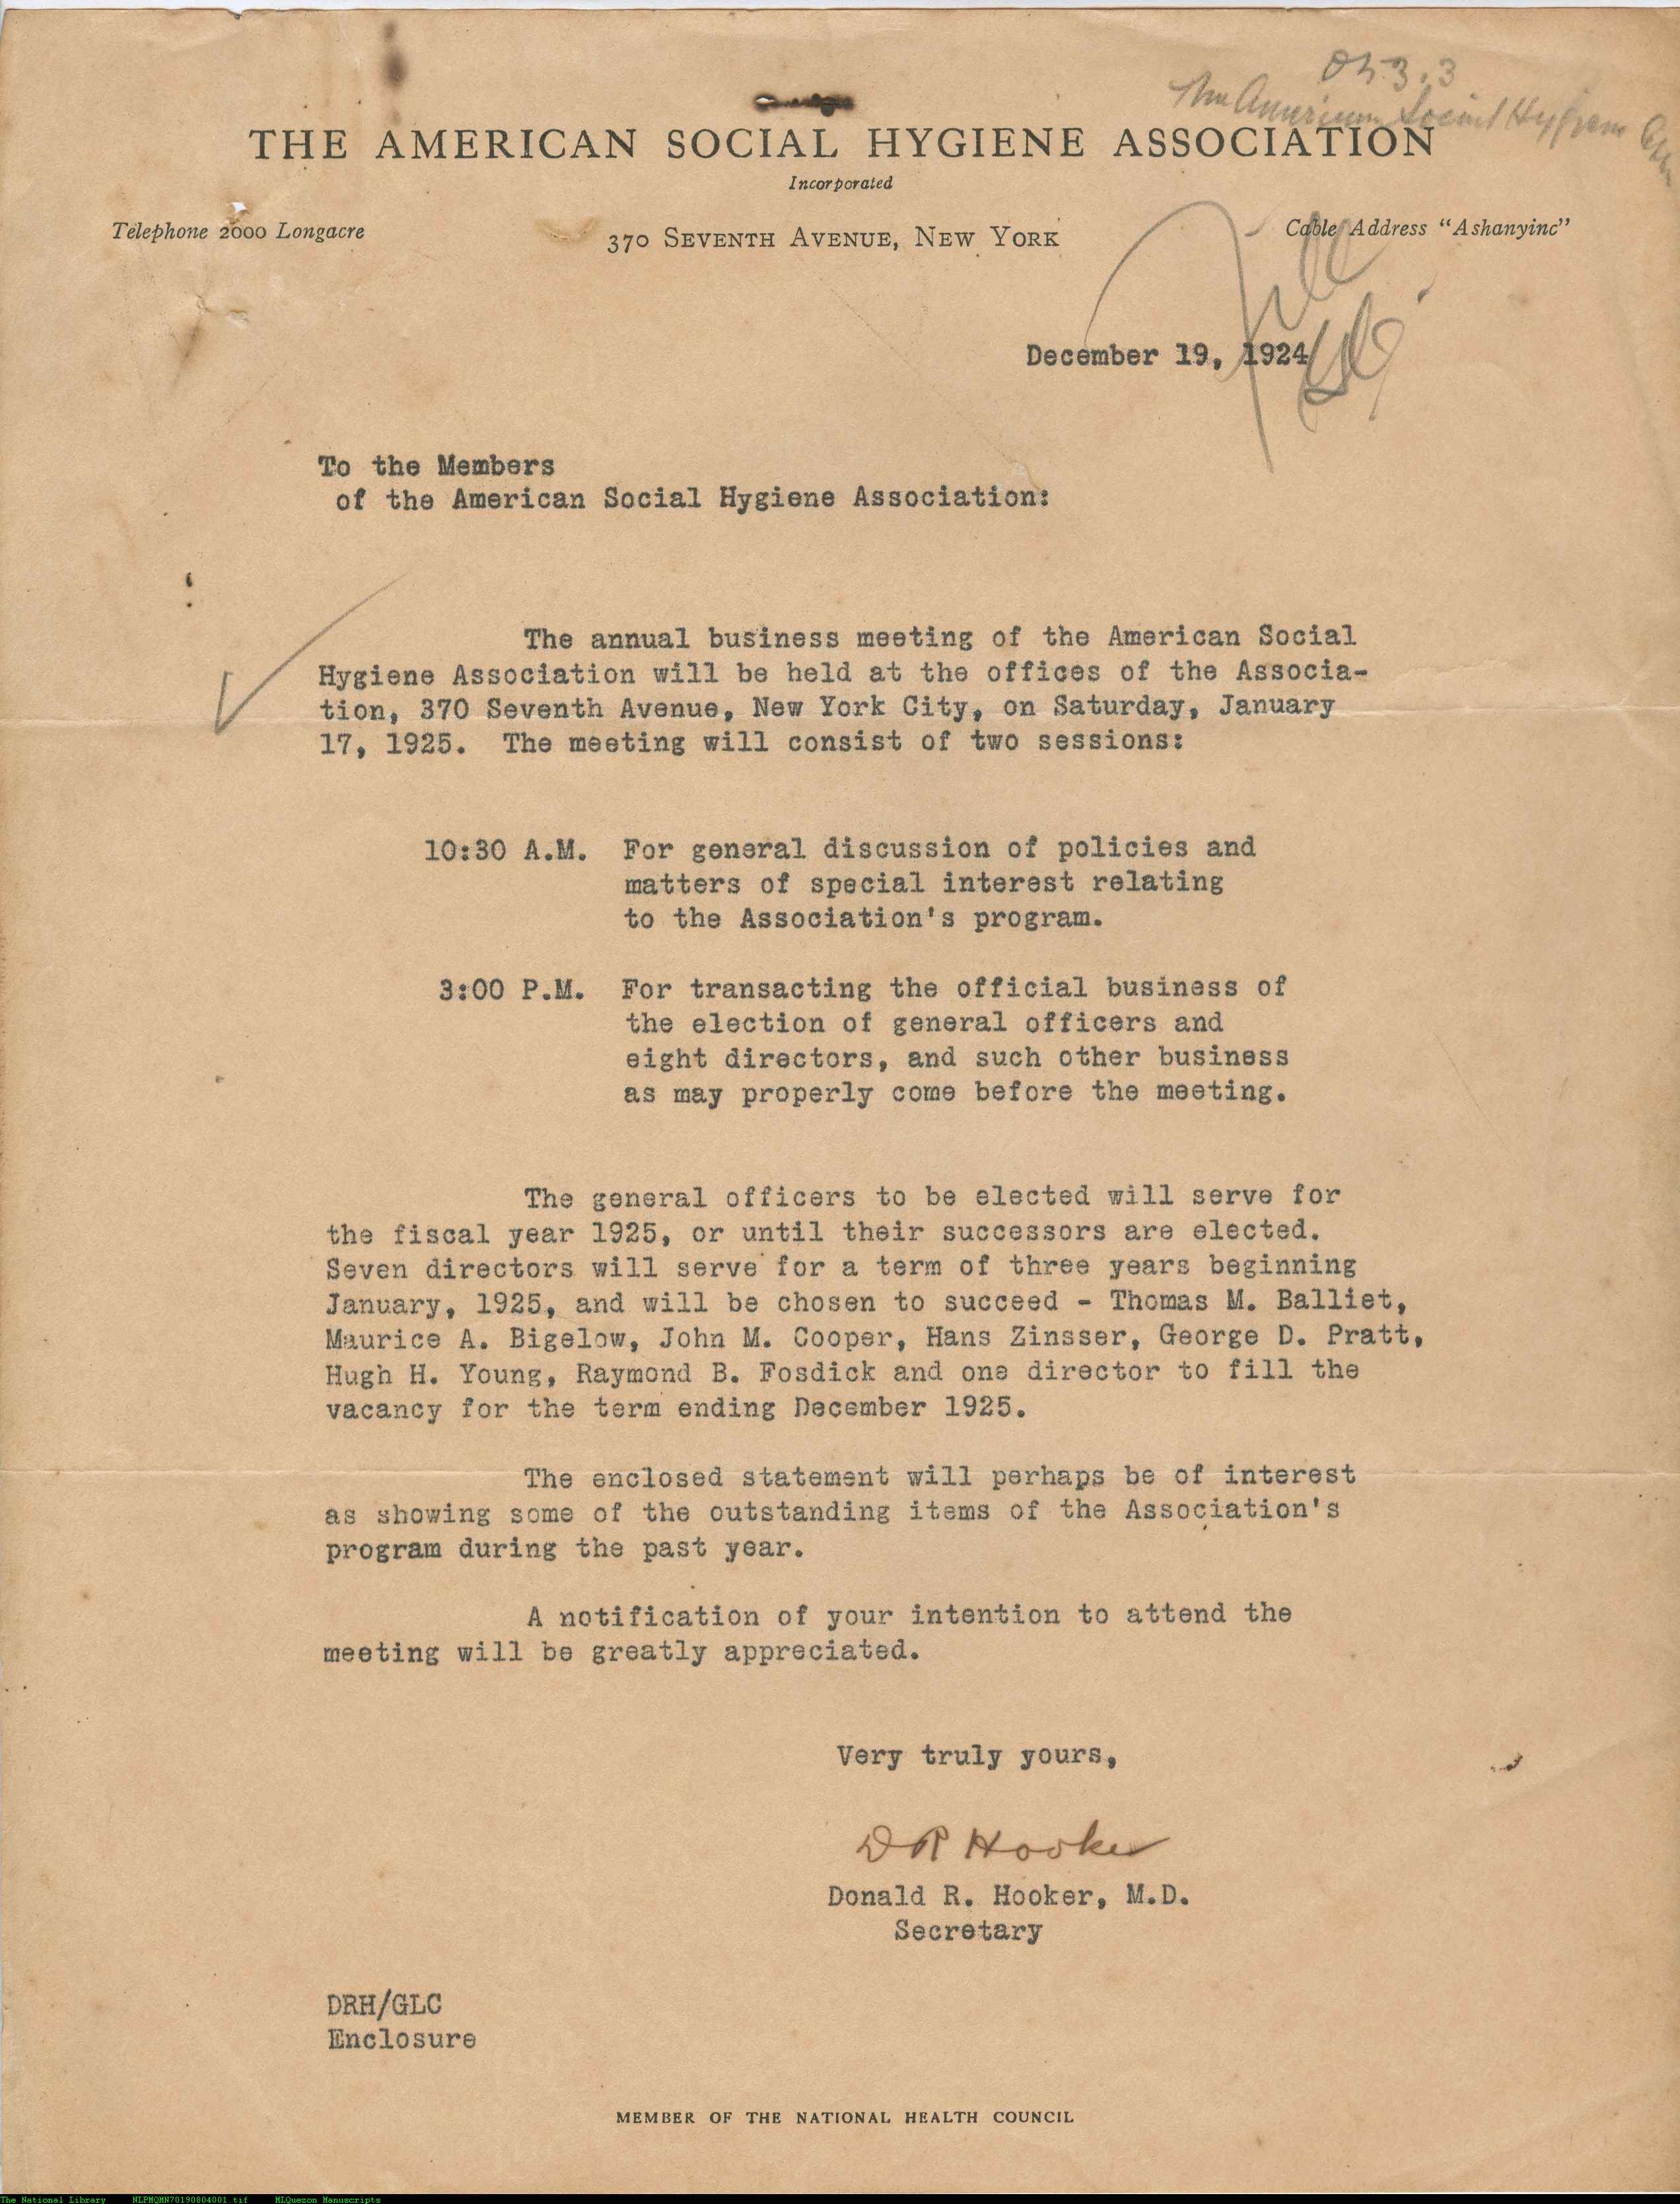 The American Social Hygiene
THE AMERICAN SOCIAL HYGIENE ASSOCIATION
Incorporated
Telephone 2000 Longacre
370 SEVENTH AVENUE, NEW YORK
Cable Address "Ashanyinc"
File
December 19, 1924
To the Members
of the American Social Hygiene Association:
The annual business meeting of the American Social
Hygiene Association will be held at the offices of the Associa-
tion, 370 Seventh Avenue, New York City, on Saturday, January
17, 1925. The meeting will consist of two sessions:
10:30 A.M. For general discussion of policies and
matters of special interest relating
to the Association's program.
3:00 P.M. For transacting the official business of
the election of general officers and
eight directors, and such other business
as may properly come before the meeting.
The general officers to be elected will serve for
the fiscal year 1925, or until their successors are elected.
Seven directors will serve for a term of three years beginning
January, 1925, and will be chosen to succeed - Thomas M. Balliet,
Maurice A. Bigelow, John M. Cooper, Hans Zinsser, George D. Pratt,
Hugh H. Young, Raymond B. Fosdick and one director to fill the
vacancy for the term ending December 1925.
The enclosed statement will perhaps be of interest
as showing some of the outstanding items of the Association's
program during the past year.
A notification of your intention to attend the
meeting will be greatly appreciated.
Very truly yours,
D R Hooker
Donald R. Hooker, M.D.
Secretary
DRH/GLC
Enclosure
MEMBER OF THE NATIONAL HEALTH COUNCIL
The National Library NLPMQMN70190804001.tif MLQuezon Manuscripts